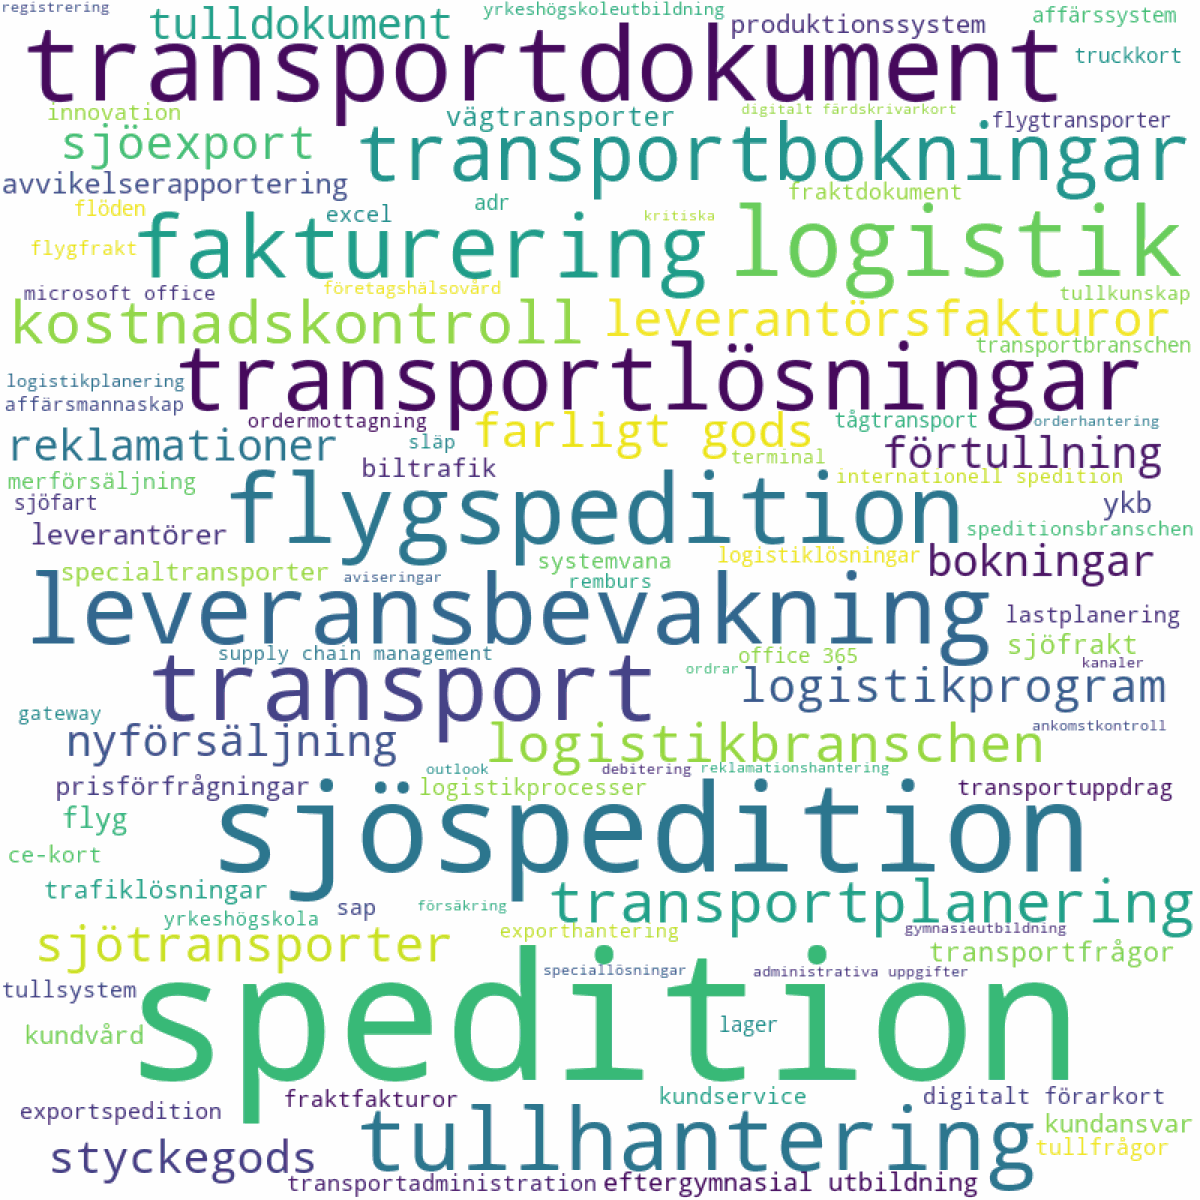 registrering
tulldokument
yrkeshögskoleutbildning
produktionssystem
affärssystem
transportdokument
truckkort
innovation
vägtransporter
digitalt färdskrivarkort
flygtransporter
sjöexport
transportbokningar
avvikelserapportering
fraktdokument
flöden
excel
adr
kritiska
flygfrakt
fakturering
logistik
microsoft office
företagshälsovård
tullkunskap
kostnadskontroll
leverantörsfakturor
transportbranschen
transportlösningar
logistikplanering
affärsmannaskap
ordermottagning
farligt gods
tågtransport
orderhantering
reklamationer
släp
förtullning
biltrafik
terminal
merförsäljning
internationell spedition
sjöfart
flygspedition
ykb
leverantörer
speditionsbranschen
systemvana
logistiklösningar
bokningar
specialtransporter
aviseringar
remburs
leveransbevakning
lastplanering
sjöfrakt
supply chain management
office 365
kanaler
transport
ordrar
logistikprogram
gateway
ankomstkontroll
nyförsäljning
logistikbranschen
outlook
debitering
reklamationshantering
prisförfrågningar
logistikprocesser
transportuppdrag
sjöspedition
flyg
ce-kort
trafiklösningar
transportplanering
yrkeshögskola
sap
försäkring
gymnasieutbildning
sjötransporter
exporthantering
transportfrågor
speciallösningar
administrativa uppgifter
tullsystem
spedition
lager
kundvård
fraktfakturor
kundservice
digitalt förarkort
exportspedition
tullhantering
kundansvar
styckegods
tullfrågor
transportadministration
eftergymnasial utbildning